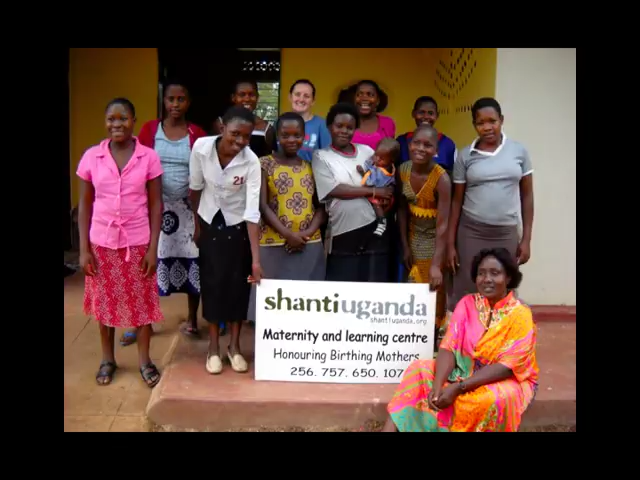 shantiuganda
shantiuganda.org
Maternity and learning centre
Honouring Birthing Mothers
256. 757. 650. 107
21